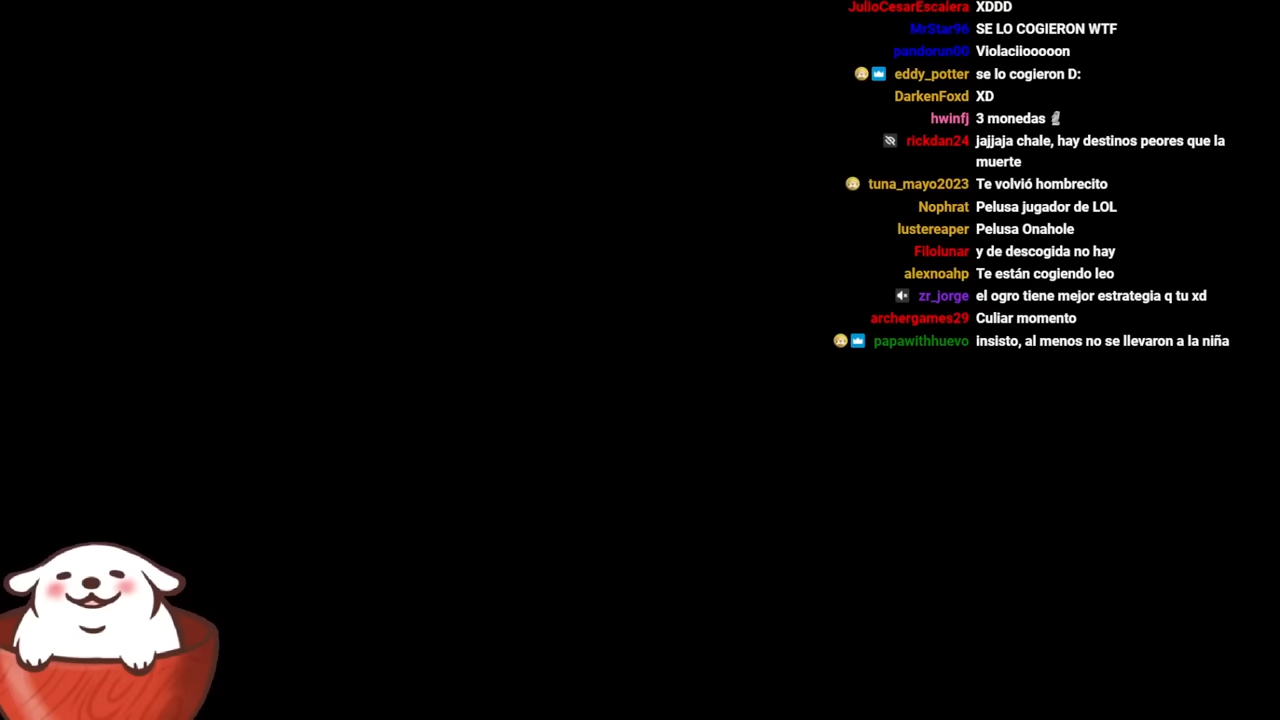 JulioCesarEscalera XDDD
MrStar96 SE LO COGIERON WTF
pandorun00 Violaciiooooon
eddy_potter se lo cogieron D:
DarkenFoxd XD
hwinfj 3 monedas 🗿
rickdan24 jajjaja chale, hay destinos peores que la
muerte
tuna_mayo2023 Te volvió hombrecito
Nophrat Pelusa jugador de LOL
lustereaper Pelusa Onahole
Filolunar y de descogida no hay
alexnoahp Te están cogiendo leo
zr_jorge el ogro tiene mejor estrategia q tu xd
archergames29 Culiar momento
papawithhuevo insisto, al menos no se llevaron a la niña